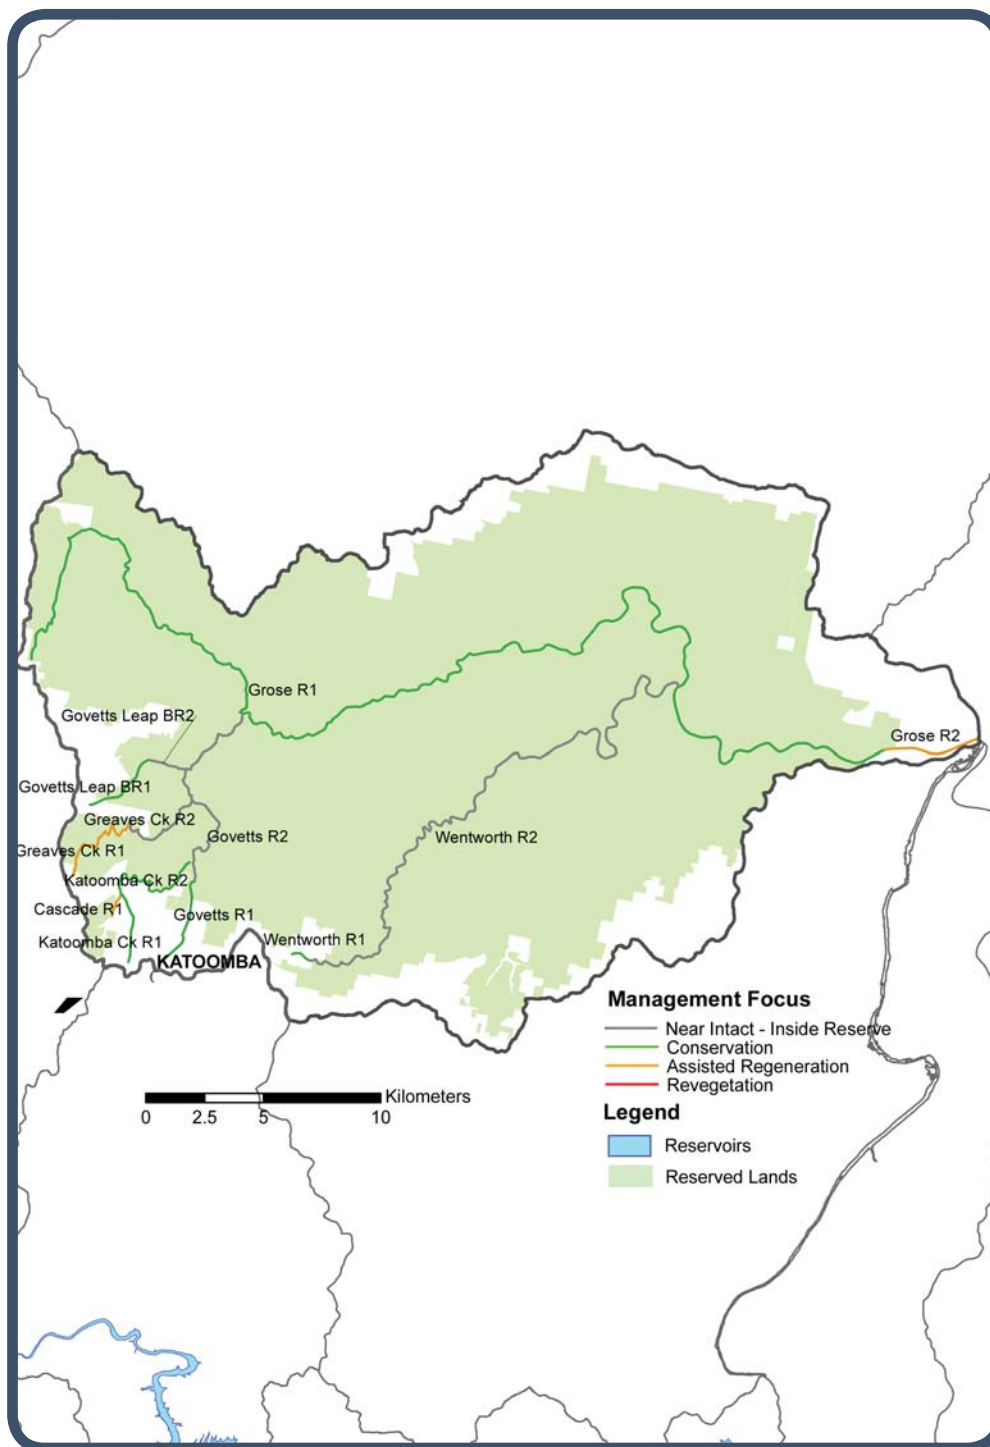 Grose R1
Govetts Leap BR2
Grose R2
Govetts Leap BR1
Greaves Ck R2
Govetts R2
Wentworth R2
Greaves Ck R1
Katoomba Ck R2
Cascade R1
Govetts R1
Katoomba Ck R1
Wentworth R1
KATOOMBA
Management Focus
Near Intact - Inside Reserve
Conservation
Assisted Regeneration
Revegetation
Kilometers
0 2.5 5 10
Legend
Reservoirs
Reserved Lands